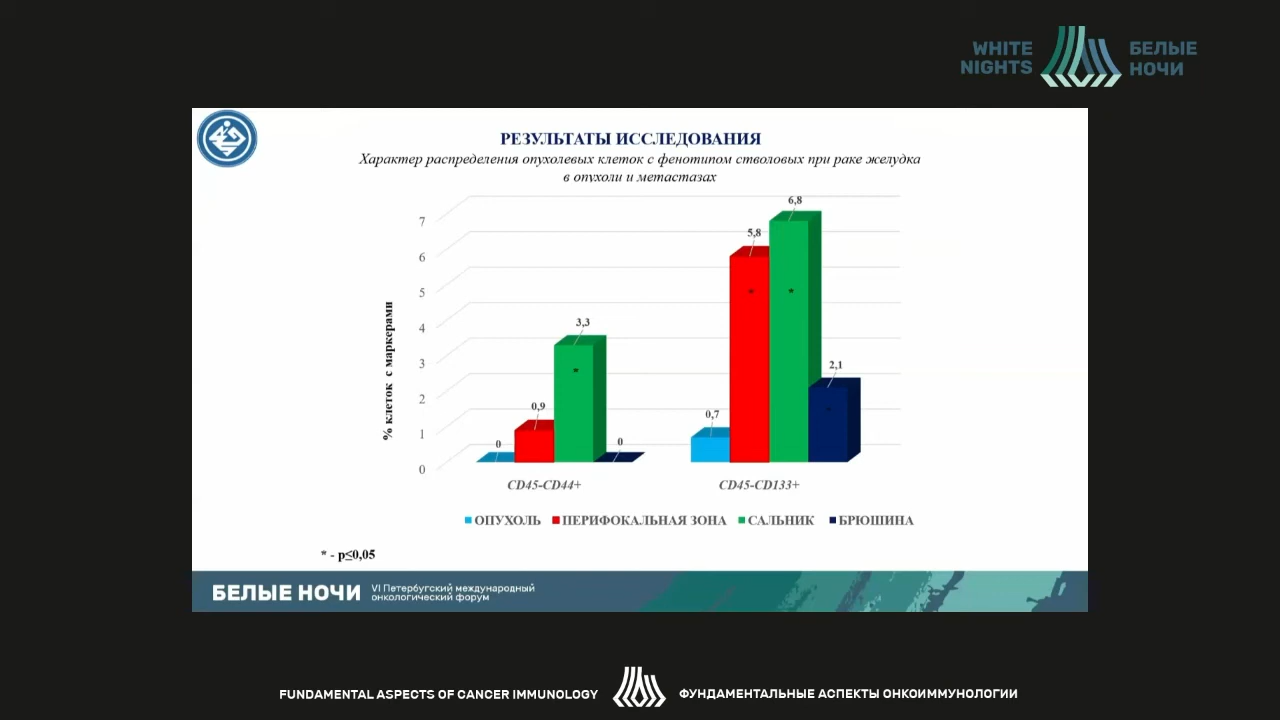 WHITE
NIGHTS
БЕЛЫЕ
НОЧИ
РЕЗУЛЬТАТЫ ИССЛЕДОВАНИЯ
Характер распределения опухолевых клеток с фенотипом стволовых при раке желудка
в опухоли и метастазах
% клеток с маркерами
7
6
5
4
3
2
1
0
0
0,9
3,3
*
0
0,7
5,8
*
6,8
*
2,1
*
CD45-CD44+
CD45-CD133+
ОПУХОЛЬ ПЕРИФОКАЛЬНАЯ ЗОНА САЛЬНИК БРЮШИНА
* - p≤0,05
БЕЛЫЕ НОЧИ
VI Петербугский международный
онкологический форум
FUNDAMENTAL ASPECTS OF CANCER IMMUNOLOGY
ФУНДАМЕНТАЛЬНЫЕ АСПЕКТЫ ОНКОИММУНОЛОГИИ